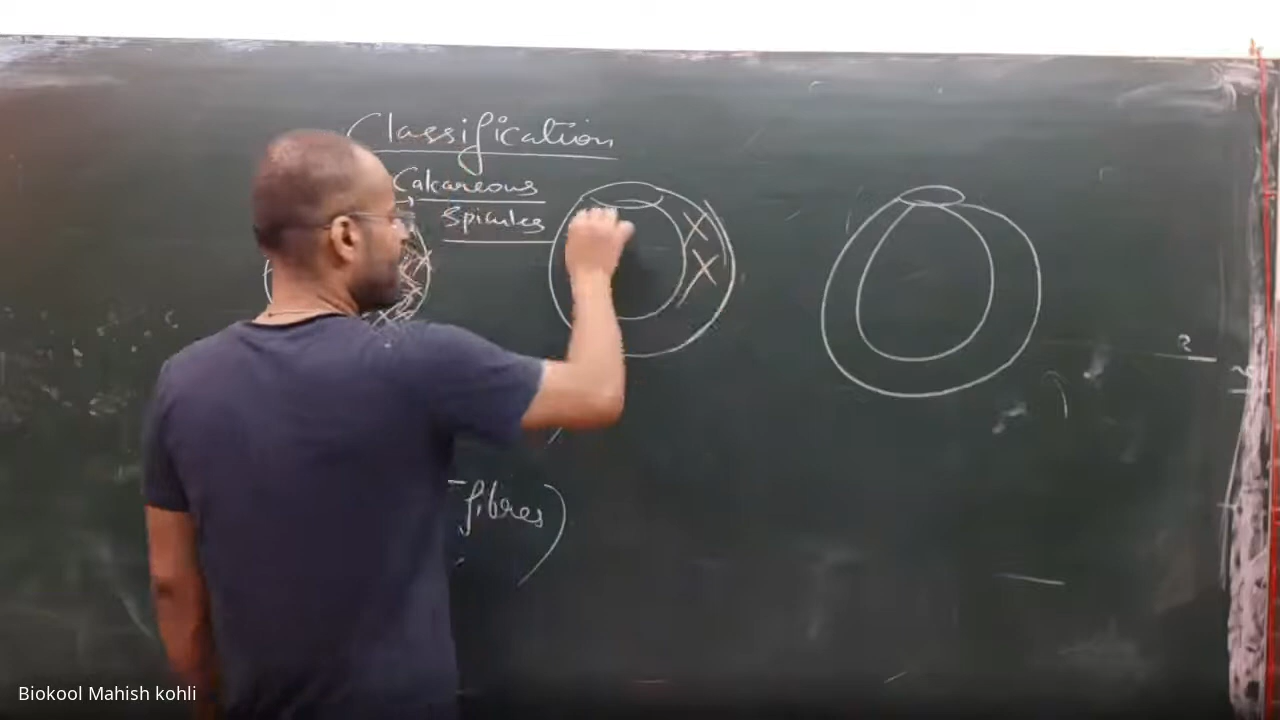 Classification
Calcareous
Spicules
fibres)
Biokool Mahish kohli